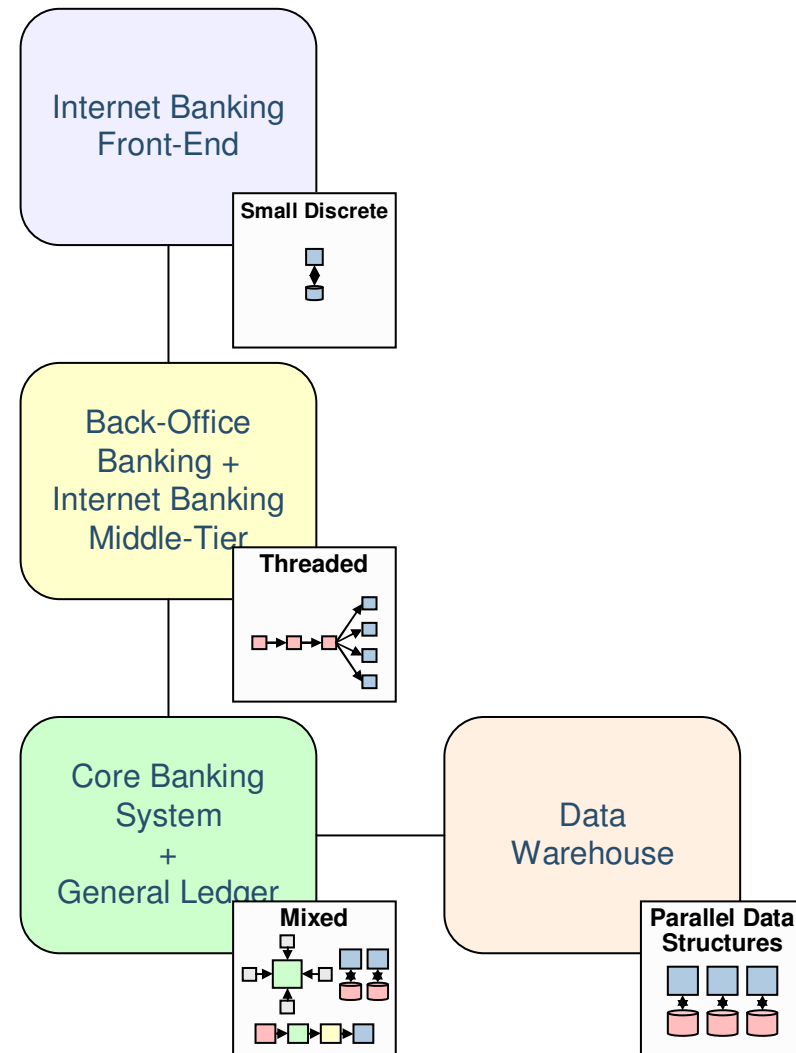 Internet Banking
Front-End
Small Discrete
Back-Office
Banking +
Internet Banking
Middle-Tier
Threaded
Core Banking
System
+
General Ledger
Mixed
Data
Warehouse
Parallel Data
Structures